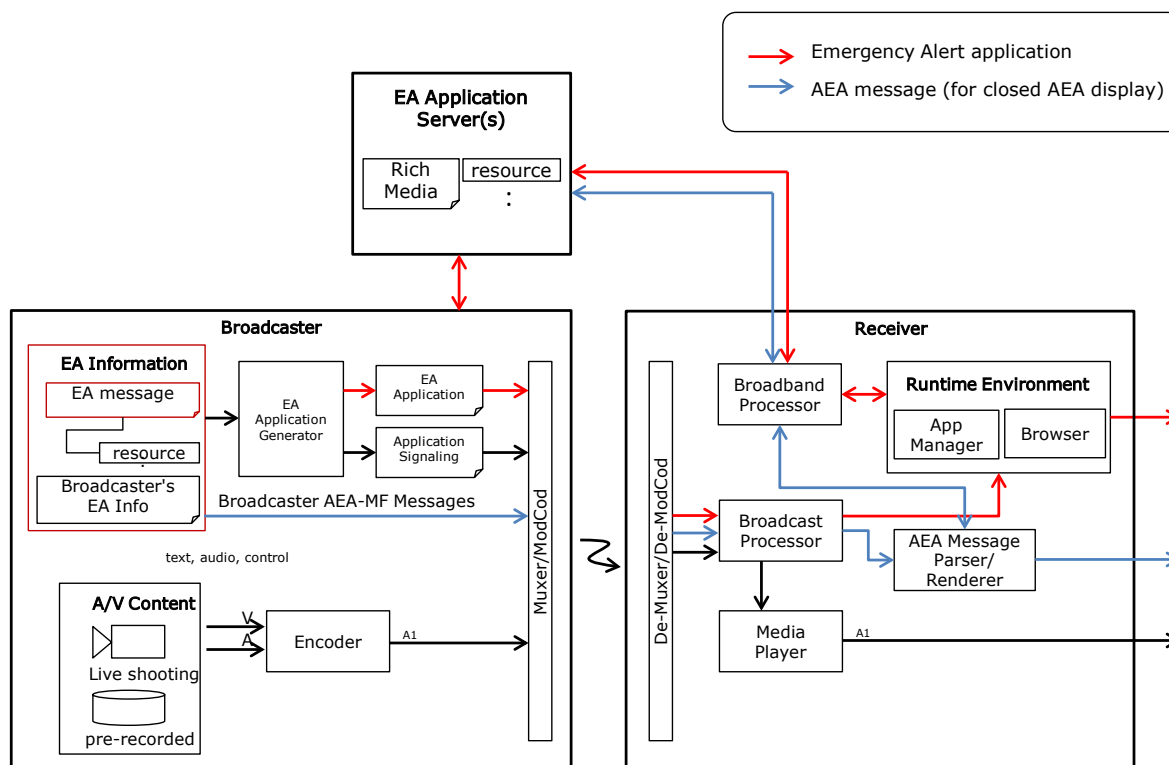 Emergency Alert application
AEA message (for closed AEA display)
EA Application
Server(s)
Rich
Media
resource
:
Broadcaster
EA Information
EA message
resource
:
Broadcaster's
EA Info
EA
Application
Generator
EA
Application
Application
Signaling
Broadcaster AEA-MF Messages
text, audio, control
A/V Content
Live shooting
pre-recorded
V
A
Encoder
A1
Muxer/ModCod
Receiver
De-Muxer/De-ModCod
Broadband
Processor
Runtime Environment
App
Manager
Browser
Broadcast
Processor
AEA Message
Parser/
Renderer
Media
Player
A1